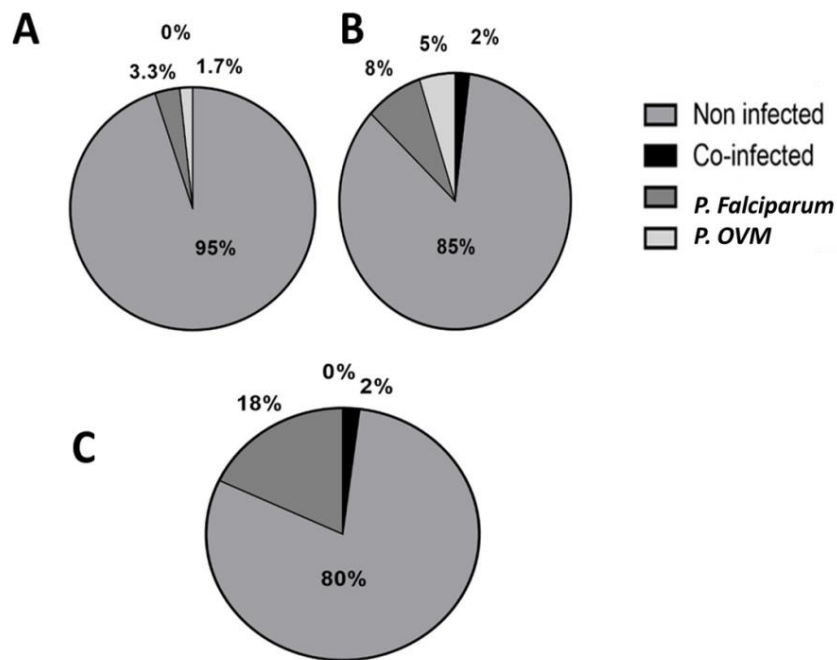 A
0%
3.3%
1.7%
95%
B
8%
5%
2%
85%
Non infected
Co-infected
P. Falciparum
P. OVM
C
18%
0%
2%
80%